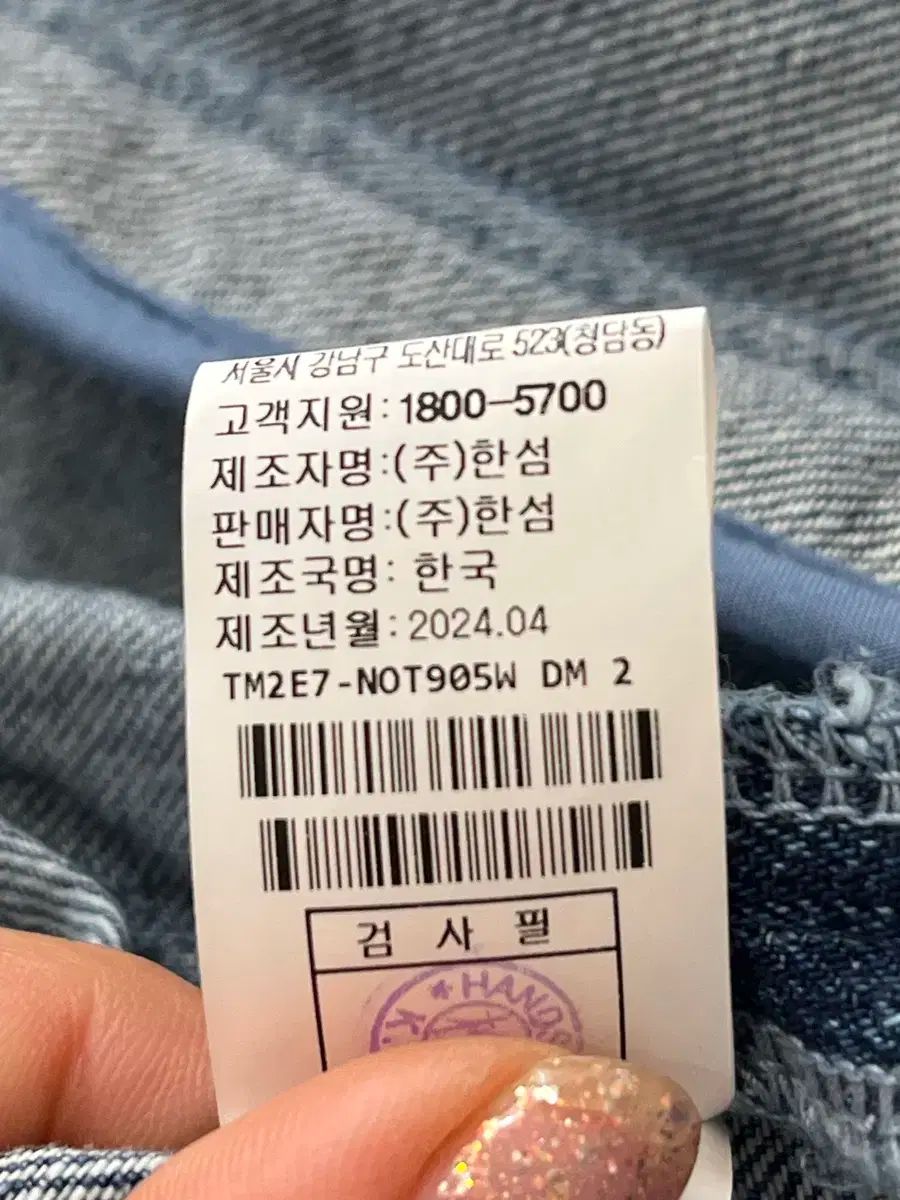 서울시 강남구 도산대로 523(청담동)
고객지원:1800-5700
제조자명:(주)한섬
판매자명:(주)한섬
제조국명: 한국
제조년월:2024.04
TM2E7-NOT905W DM 2
검 사 필